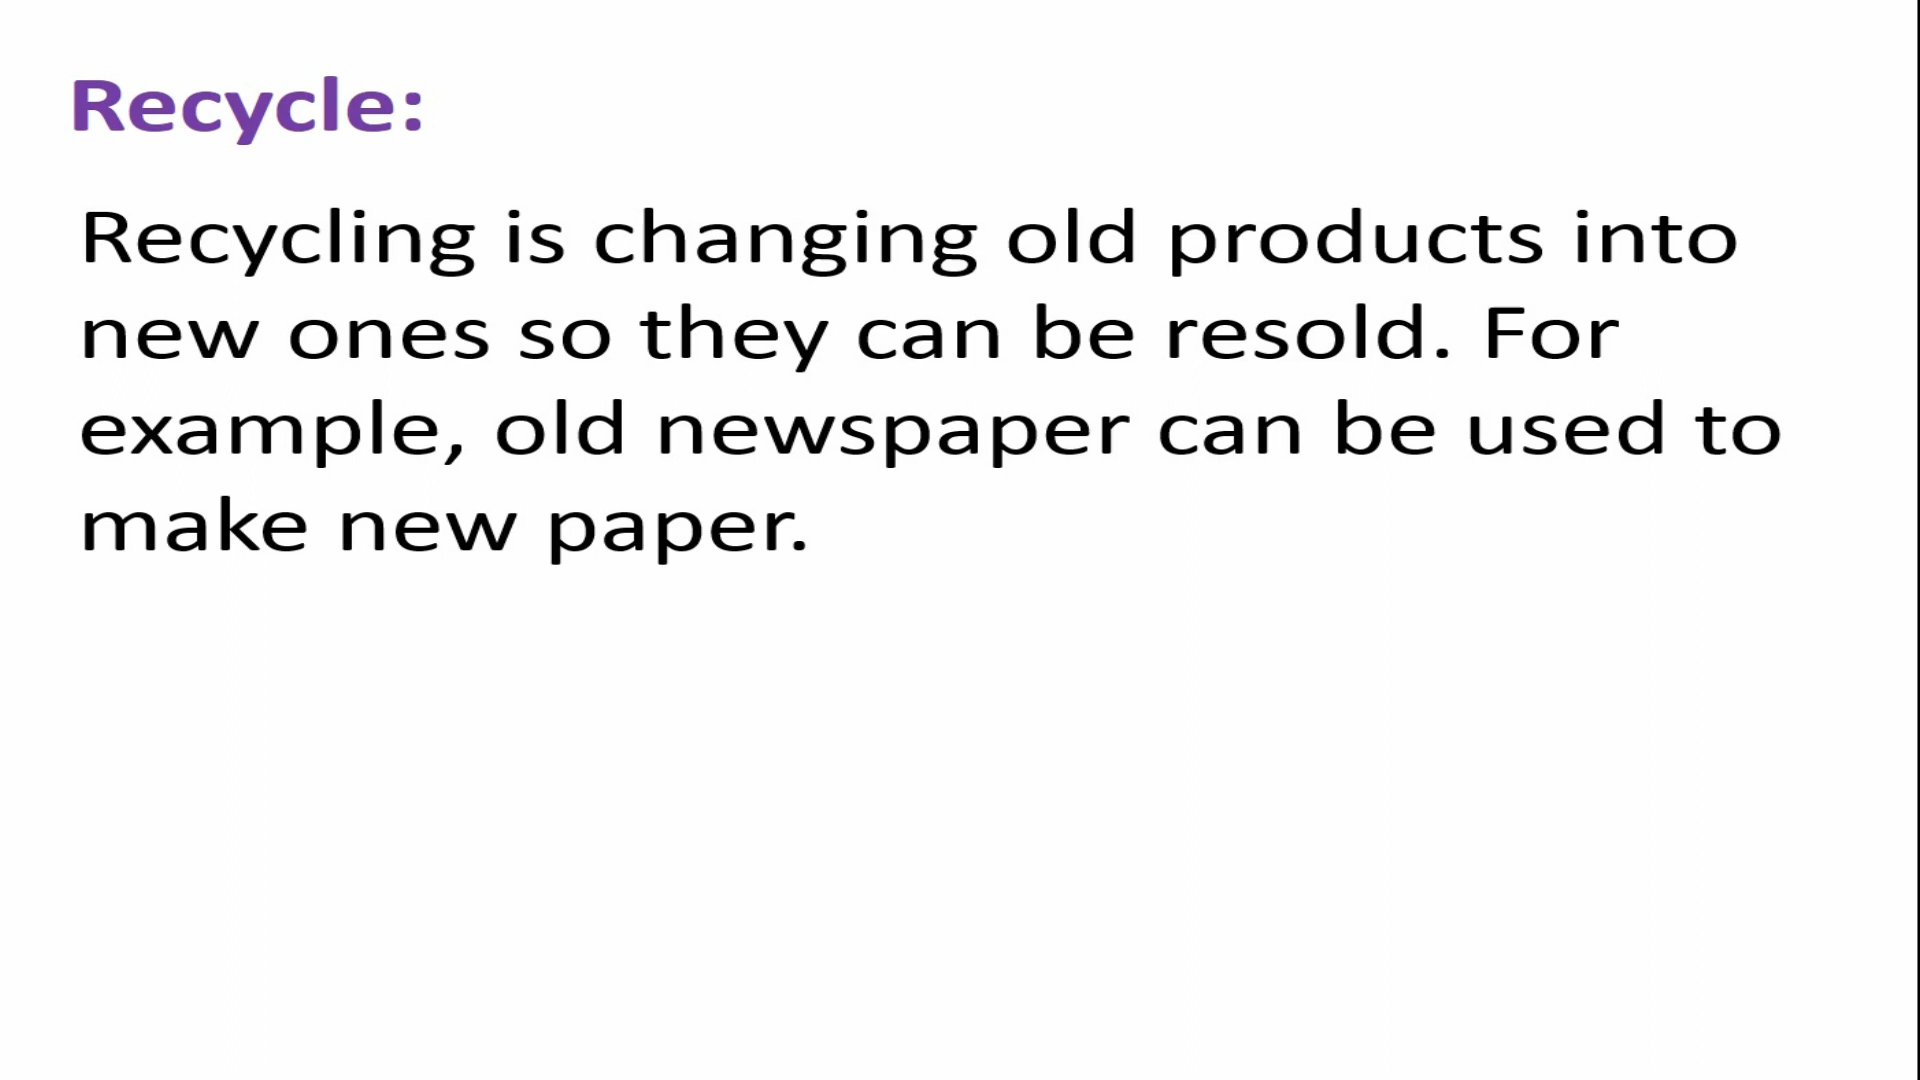 Recycle:
Recycling is changing old products into
new ones so they can be resold. For
example, old newspaper can be used to
make new paper.